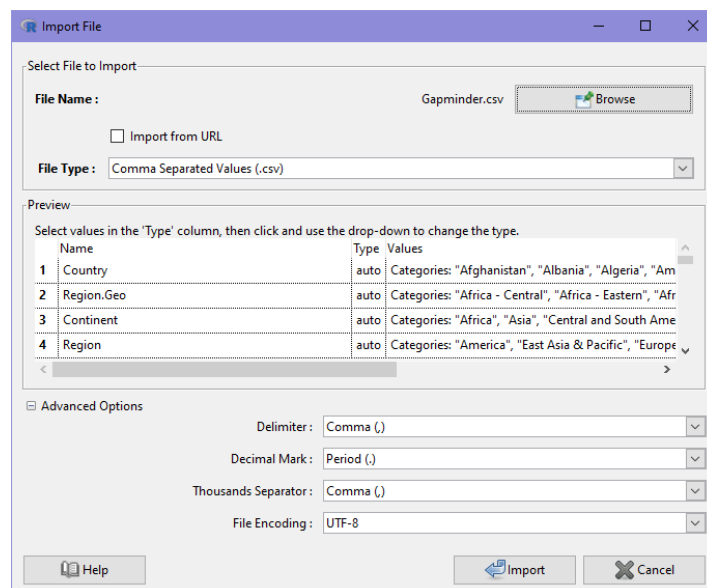 Import File
Select File to Import
File Name : Gapminder.csv Browse
Import from URL
File Type : Comma Separated Values (.csv)
Preview
Select values in the 'Type' column, then click and use the drop-down to change the type.
Name Type Values
1 Country auto Categories: "Afghanistan", "Albania", "Algeria", "Am
2 Region.Geo auto Categories: "Africa - Central", "Africa - Eastern", "Afr
3 Continent auto Categories: "Africa", "Asia", "Central and South Ame
4 Region auto Categories: "America", "East Asia & Pacific", "Europe
Advanced Options
Delimiter : Comma (,)
Decimal Mark : Period (.)
Thousands Separator : Comma (,)
File Encoding : UTF-8
Help Import Cancel